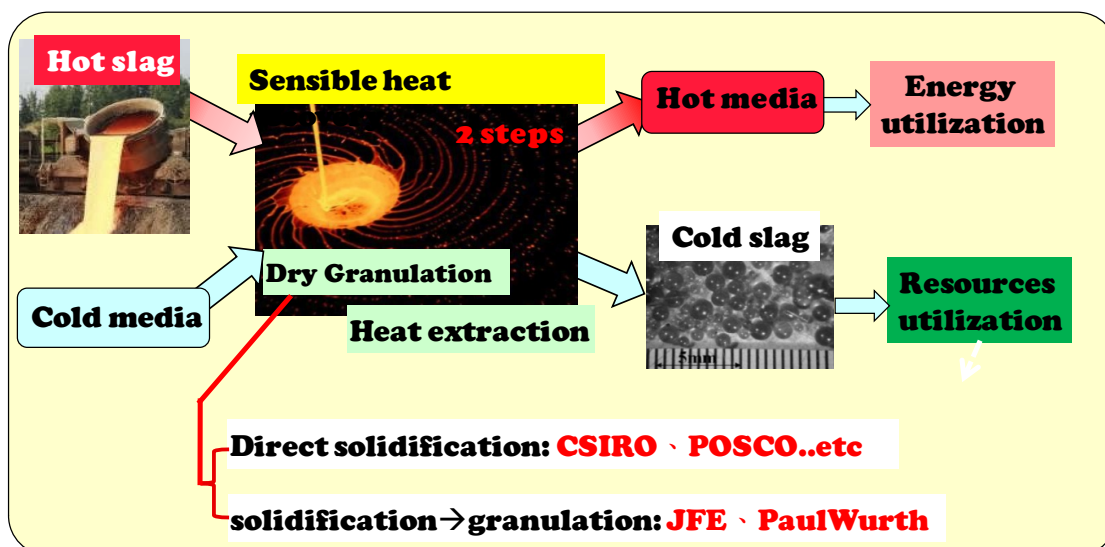 Hot slag
Sensible heat
2 steps
Hot media
Energy
utilization
Dry Granulation
Heat extraction
Cold media
Cold slag
5mm
Resources
utilization
Direct solidification: CSIRO、POSCO..etc
solidification→granulation: JFE、PaulWurth